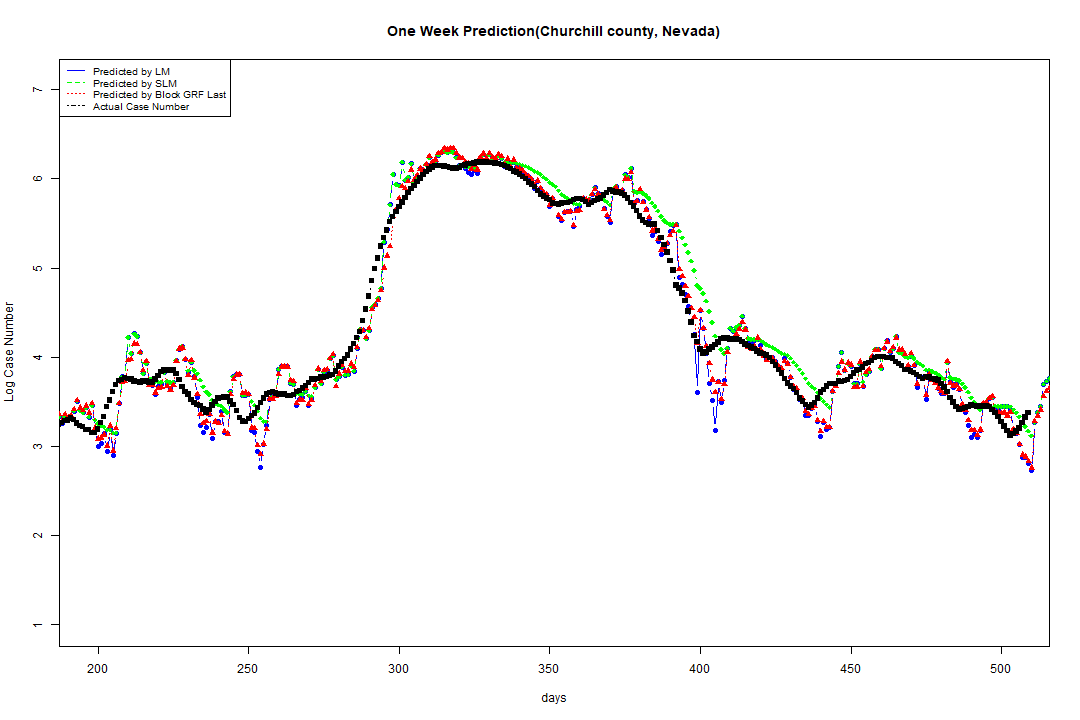 One Week Prediction(Churchill county, Nevada)
Predicted by LM
Predicted by SLM
Predicted by Block GRF Last
Actual Case Number
Log Case Number
7
6
5
4
3
2
1
200 250 300 350 400 450 500
days